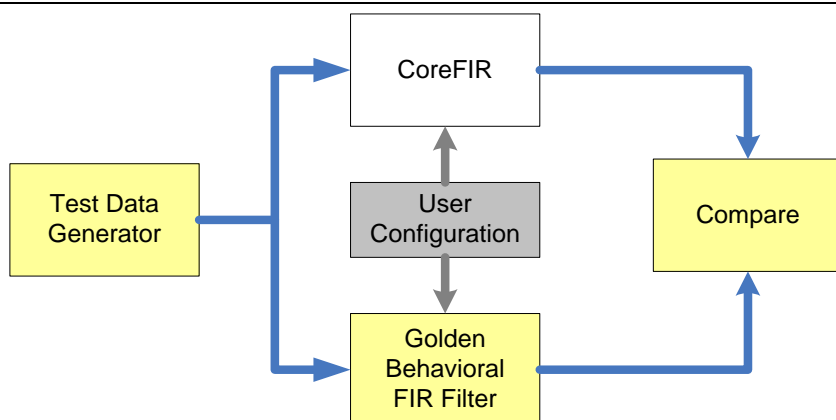 CoreFIR
Test Data
Generator
User
Configuration
Compare
Golden
Behavioral
FIR Filter